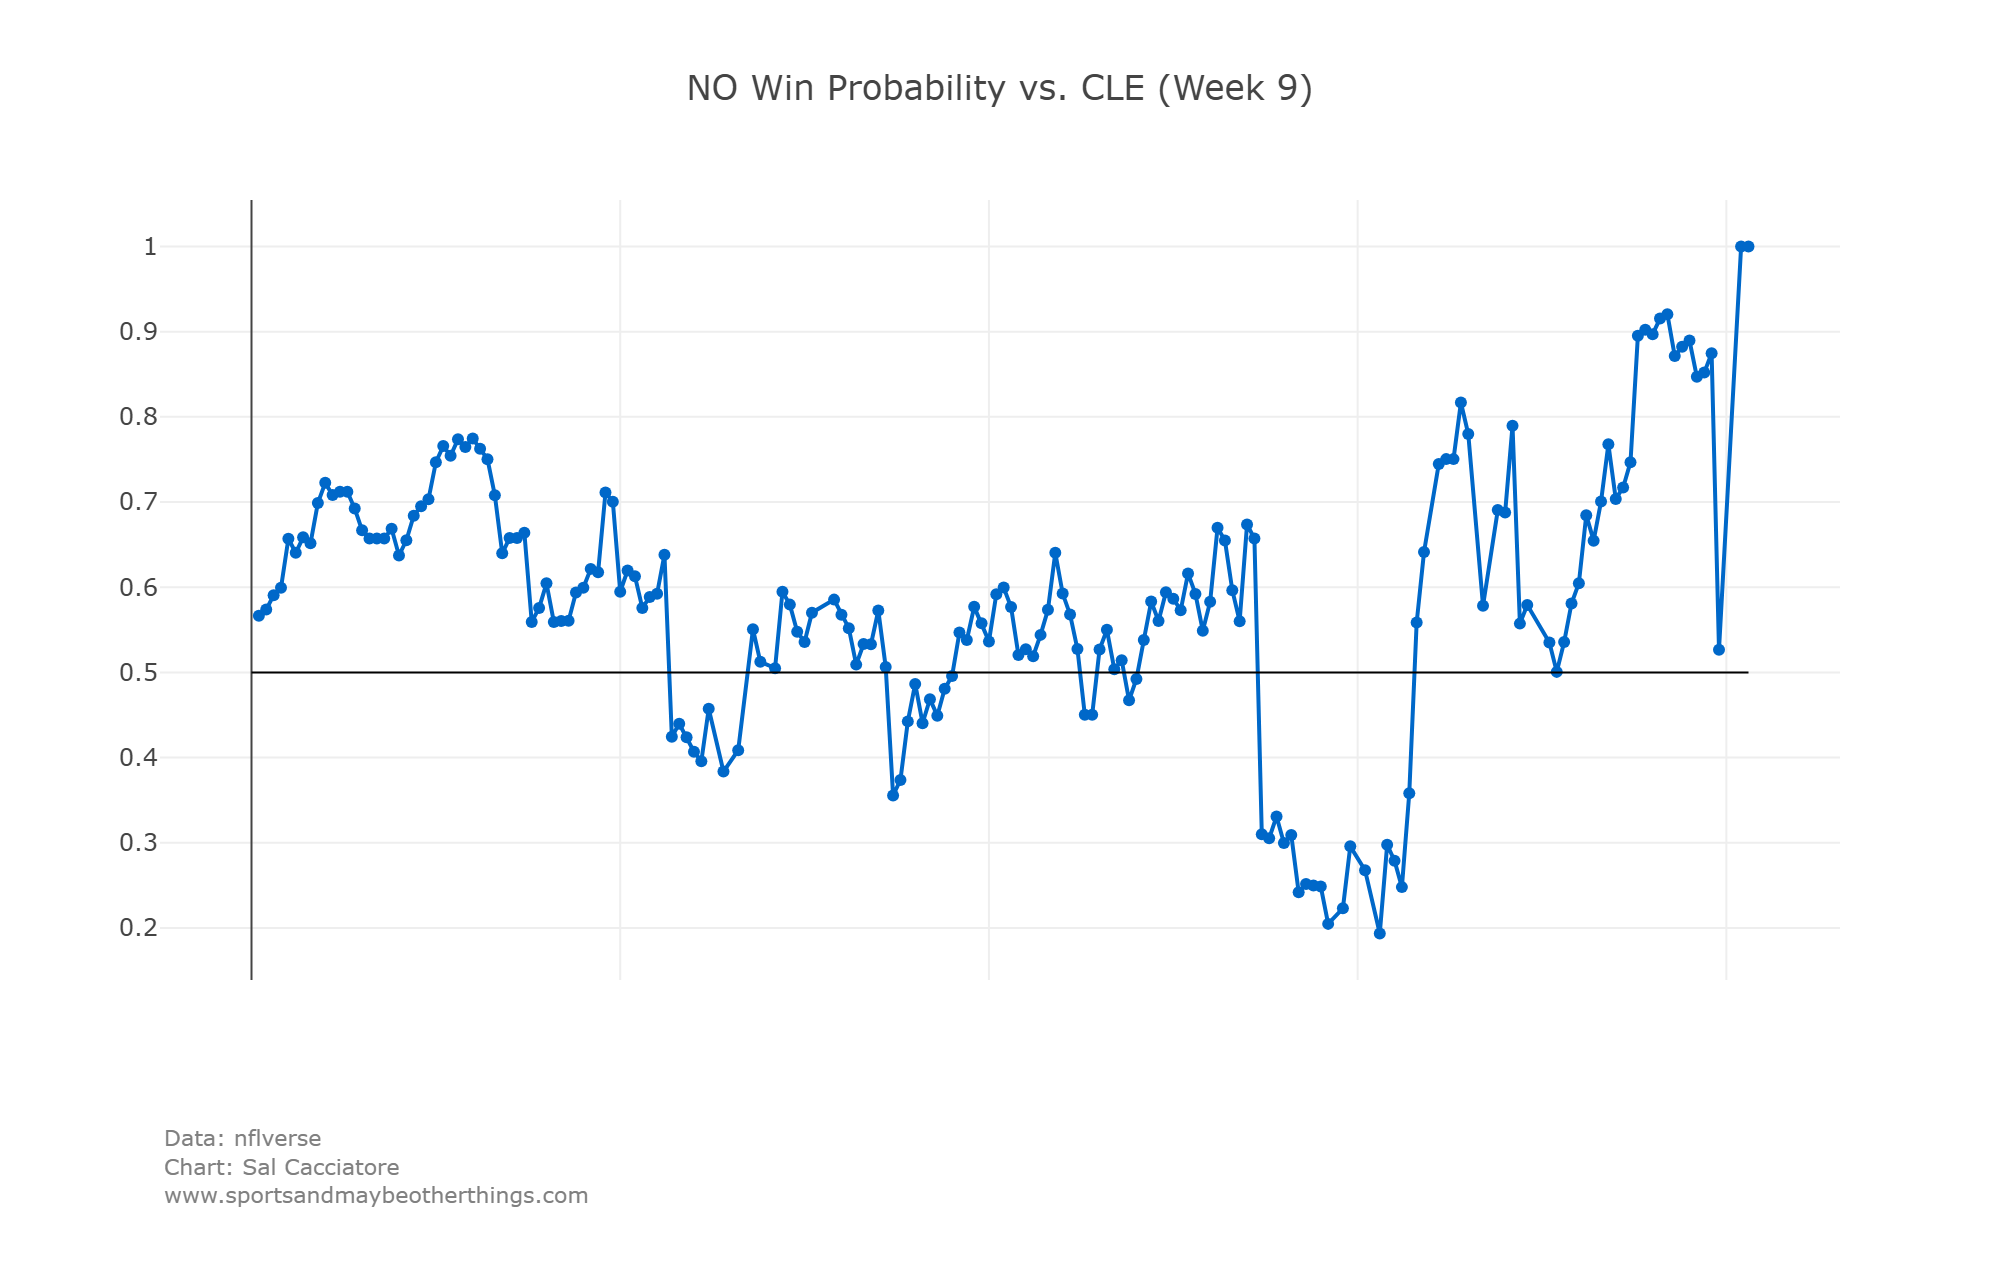 NO Win Probability vs. CLE (Week 9)
1
0.9
0.8
0.7
0.6
0.5
0.4
0.3
0.2
Data: nflverse
Chart: Sal Cacciatore
www.sportsandmaybeotherthings.com